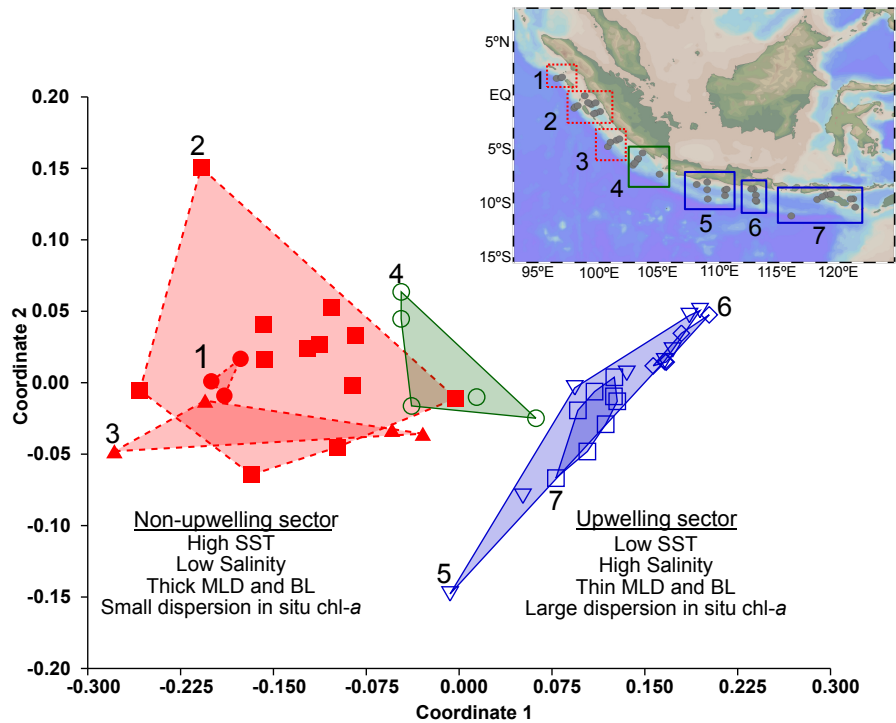 5ºN
EQ
5ºS
10ºS
15ºS
95ºE
100ºE
105ºE
110ºE
115ºE
120ºE
1
2
3
4
5
6
7
0.20
0.15
0.10
0.05
0.00
-0.05
-0.10
-0.15
-0.20
Coordinate 2
2
4
6
1
3
7
5
Non-upwelling sector
High SST
Low Salinity
Thick MLD and BL
Small dispersion in situ chl-a
Upwelling sector
Low SST
High Salinity
Thin MLD and BL
Large dispersion in situ chl-a
-0.300
-0.225
-0.150
-0.075
0.000
0.075
0.150
0.225
0.300
Coordinate 1